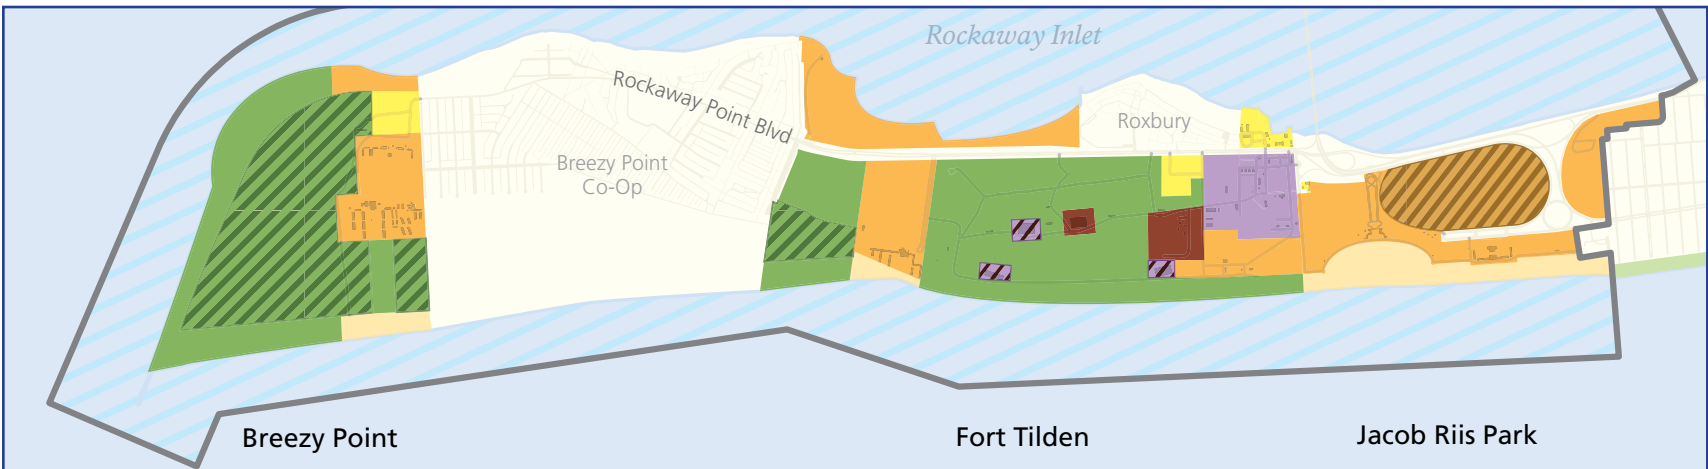 Rockaway Inlet
Rockaway Point Blvd
Roxbury
Breezy Point
Co-Op
Breezy Point
Fort Tilden
Jacob Riis Park